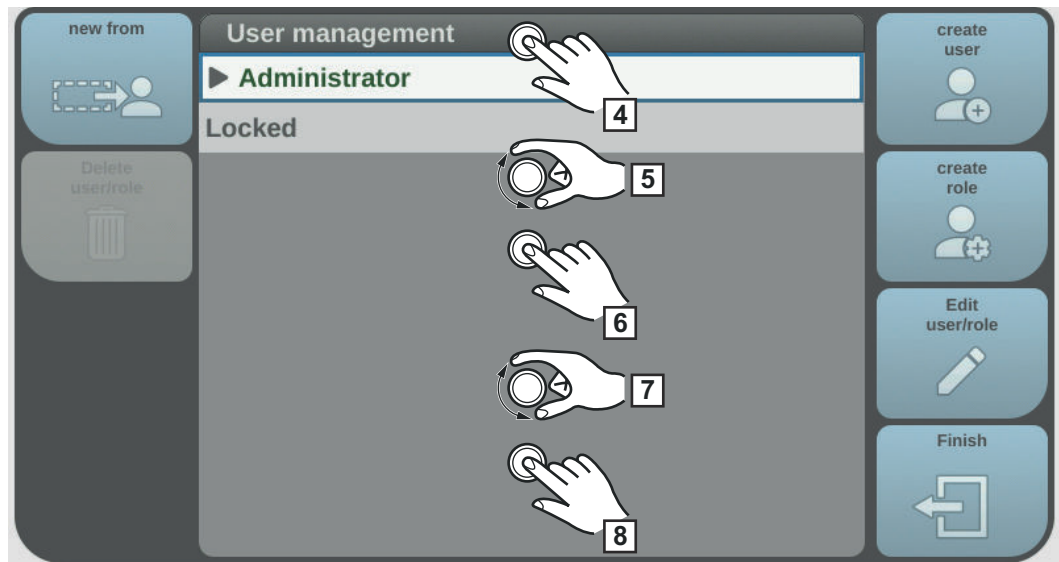 new from
User management
Administrator
Locked
Delete
user/role
create
user
create
role
Edit
user/role
Finish
4
5
6
7
8